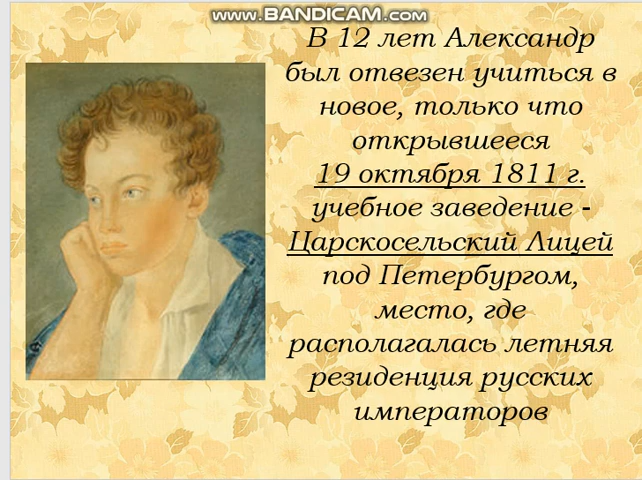 www.BANDICAM.com
В 12 лет Александр
был отвезен учиться в
новое, только что
открывшееся
19 октября 1811 г.
учебное заведение -
Царскосельский Лицей
под Петербургом,
место, где
располагалась летняя
резиденция русских
императоров